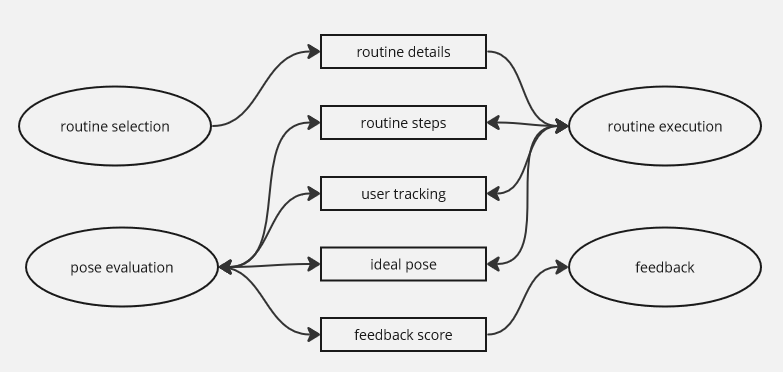 routine details
routine selection
routine steps
routine execution
user tracking
pose evaluation
ideal pose
feedback
feedback score